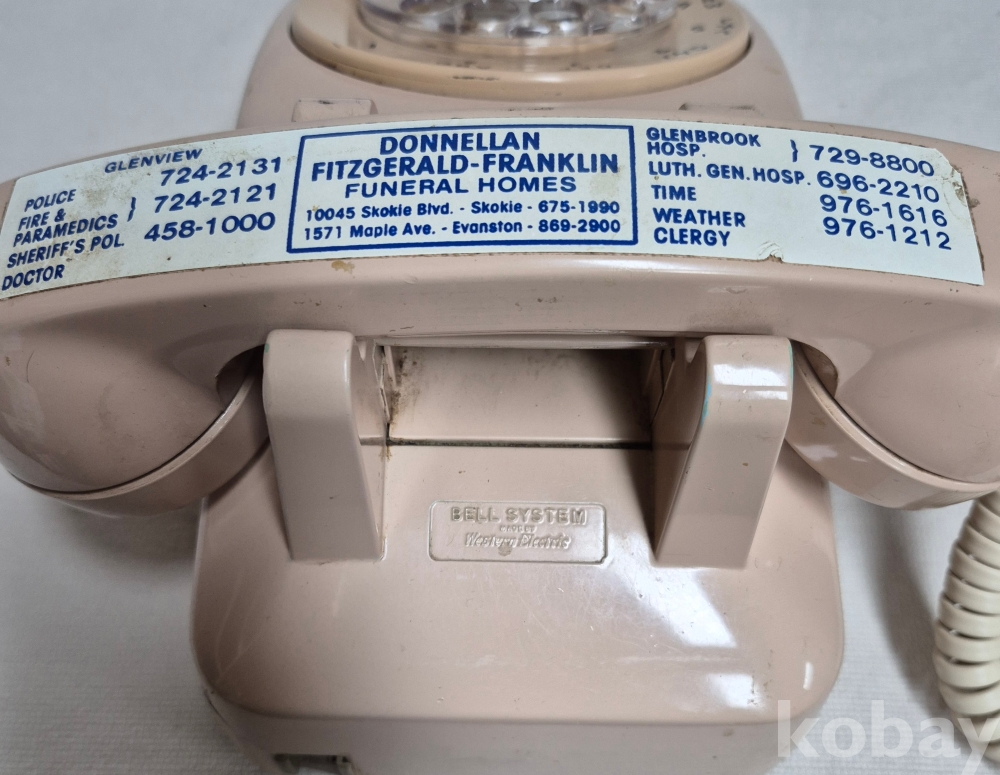 GLENVIEW
POLICE 724-2131
FIRE &
PARAMEDICS } 724-2121
SHERIFF'S POL. 458-1000
DOCTOR
DONNELLAN
FITZGERALD-FRANKLIN
FUNERAL HOMES
10045 Skokie Blvd. - Skokie - 675-1990
1571 Maple Ave. - Evanston - 869-2900
GLENBROOK
HOSP. } 729-8800
LUTH. GEN. HOSP. 696-2210
TIME 976-1616
WEATHER 976-1212
CLERGY
BELL SYSTEM
MADE BY
Western Electric
kobay